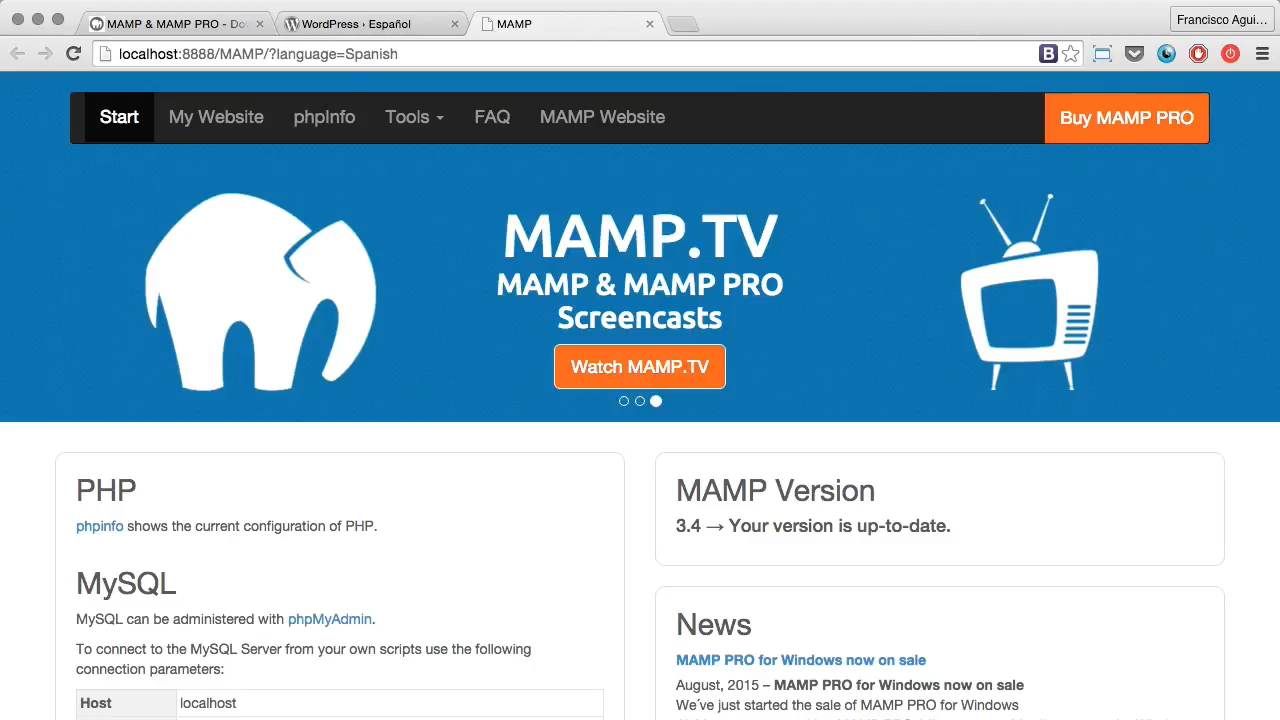 MAMP & MAMP PRO - Do
WordPress › Español
MAMP
Francisco Agui...
localhost:8888/MAMP/?language=Spanish
B
Start
My Website
phpInfo
Tools
FAQ
MAMP Website
Buy MAMP PRO
MAMP.TV
MAMP & MAMP PRO
Screencasts
Watch MAMP.TV
PHP
phpinfo shows the current configuration of PHP.
MySQL
MySQL can be administered with phpMyAdmin.
To connect to the MySQL Server from your own scripts use the following
connection parameters:
Host localhost
MAMP Version
3.4 → Your version is up-to-date.
News
MAMP PRO for Windows now on sale
August, 2015 – MAMP PRO for Windows now on sale
We´ve just started the sale of MAMP PRO for Windows